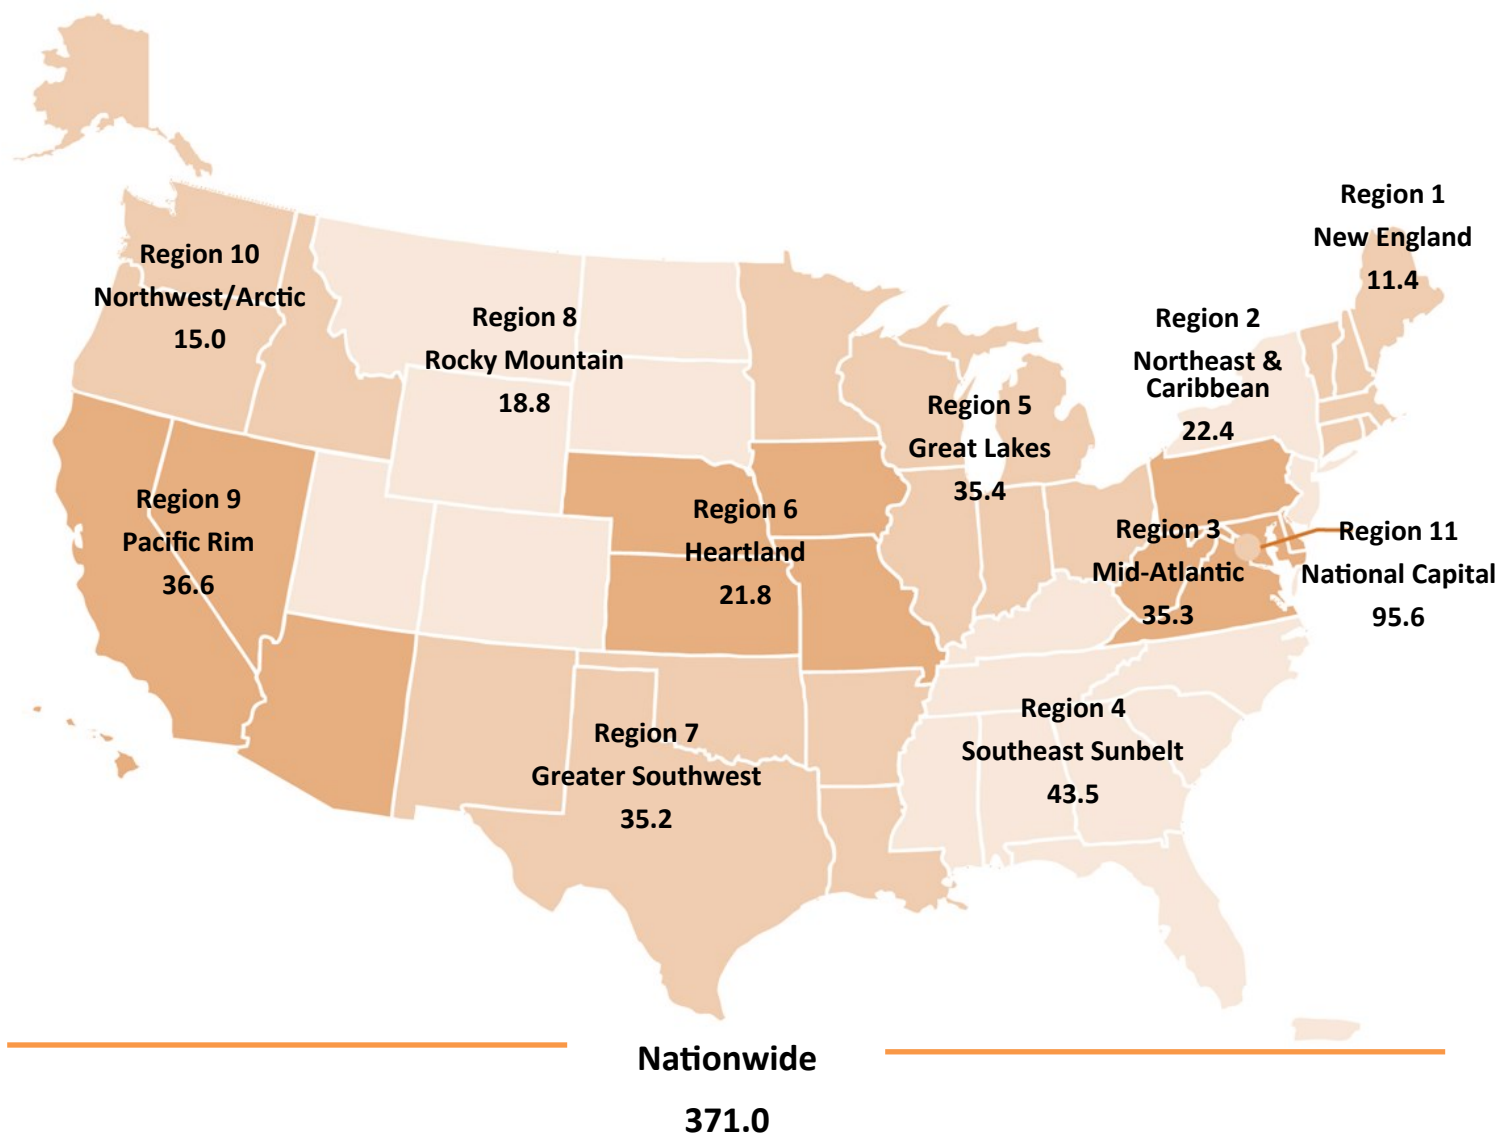 Region 1
New England
11.4
Region 10
Northwest/Arctic
15.0
Region 8
Rocky Mountain
18.8
Region 2
Northeast &
Caribbean
22.4
Region 5
Great Lakes
35.4
Region 9
Pacific Rim
36.6
Region 6
Heartland
21.8
Region 3
Mid-Atlantic
35.3
Region 11
National Capital
95.6
Region 7
Greater Southwest
35.2
Region 4
Southeast Sunbelt
43.5
Nationwide
371.0